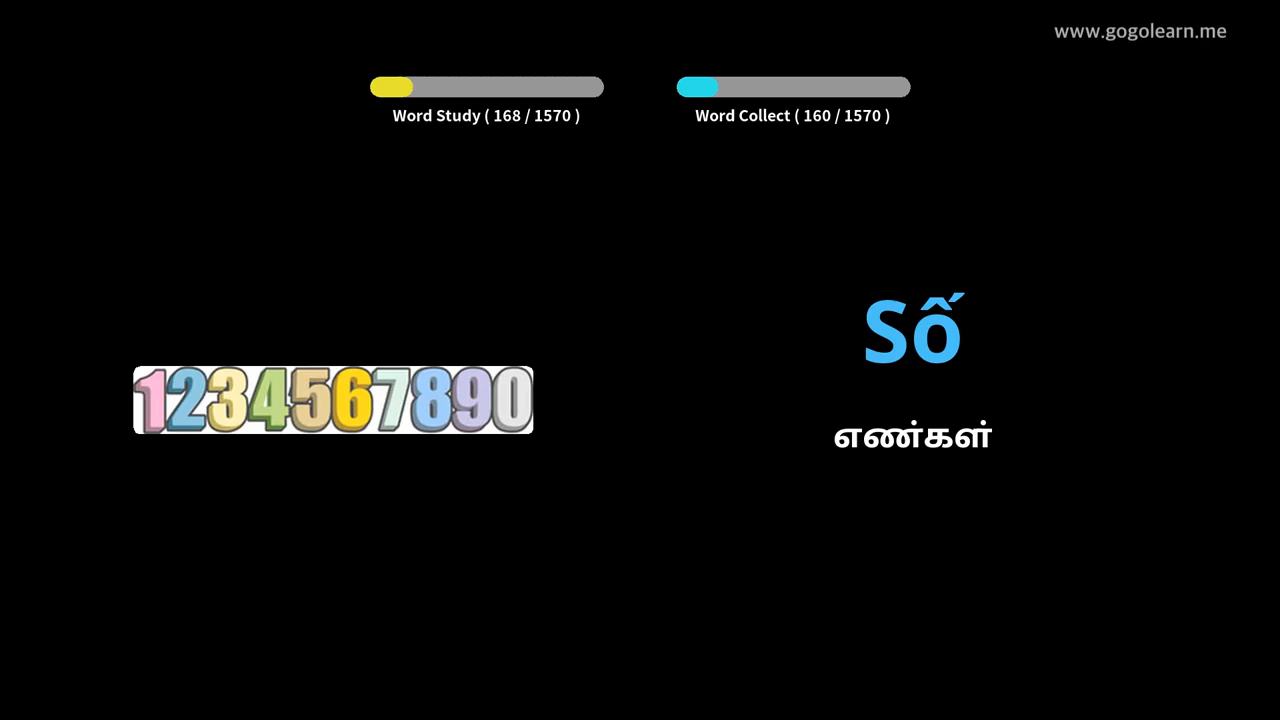 www.gogolearn.me
Word Study ( 168 / 1570 )
Word Collect ( 160 / 1570 )
Số
1234567890
எண்கள்